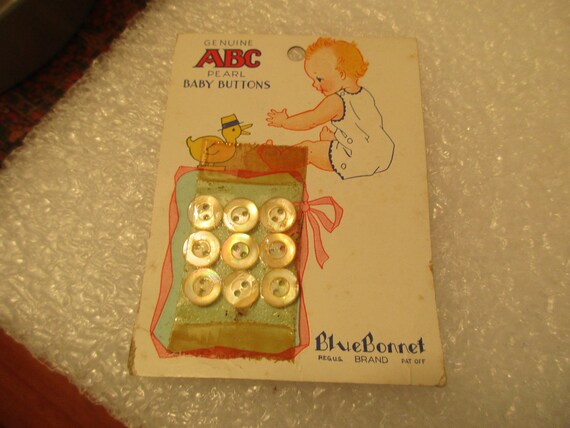 GENUINE
ABC
PEARL
BABY BUTTONS
BlueBonnet
REG.U.S. BRAND PAT OFF